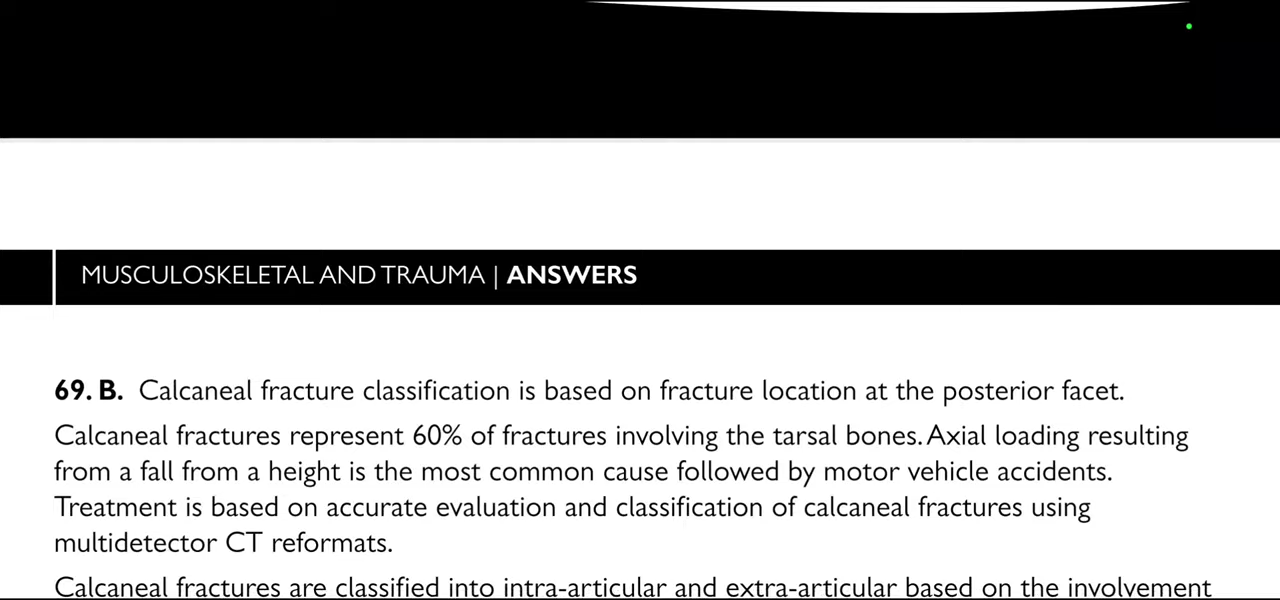 MUSCULOSKELETAL AND TRAUMA | ANSWERS
69. B. Calcaneal fracture classification is based on fracture location at the posterior facet.
Calcaneal fractures represent 60% of fractures involving the tarsal bones. Axial loading resulting
from a fall from a height is the most common cause followed by motor vehicle accidents.
Treatment is based on accurate evaluation and classification of calcaneal fractures using
multidetector CT reformats.
Calcaneal fractures are classified into intra-articular and extra-articular based on the involvement